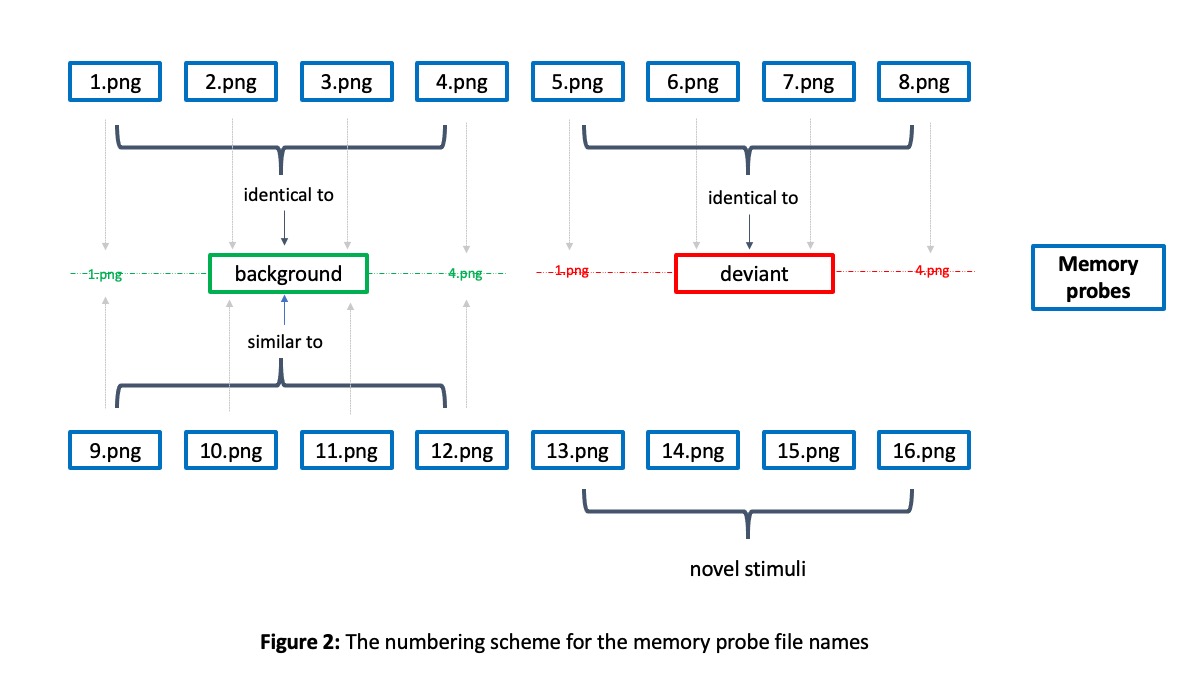 1.png 2.png 3.png 4.png 5.png 6.png 7.png 8.png
identical to identical to
1.png background 4.png 1.png deviant 4.png
Memory
probes
similar to
9.png 10.png 11.png 12.png 13.png 14.png 15.png 16.png
novel stimuli
Figure 2: The numbering scheme for the memory probe file names